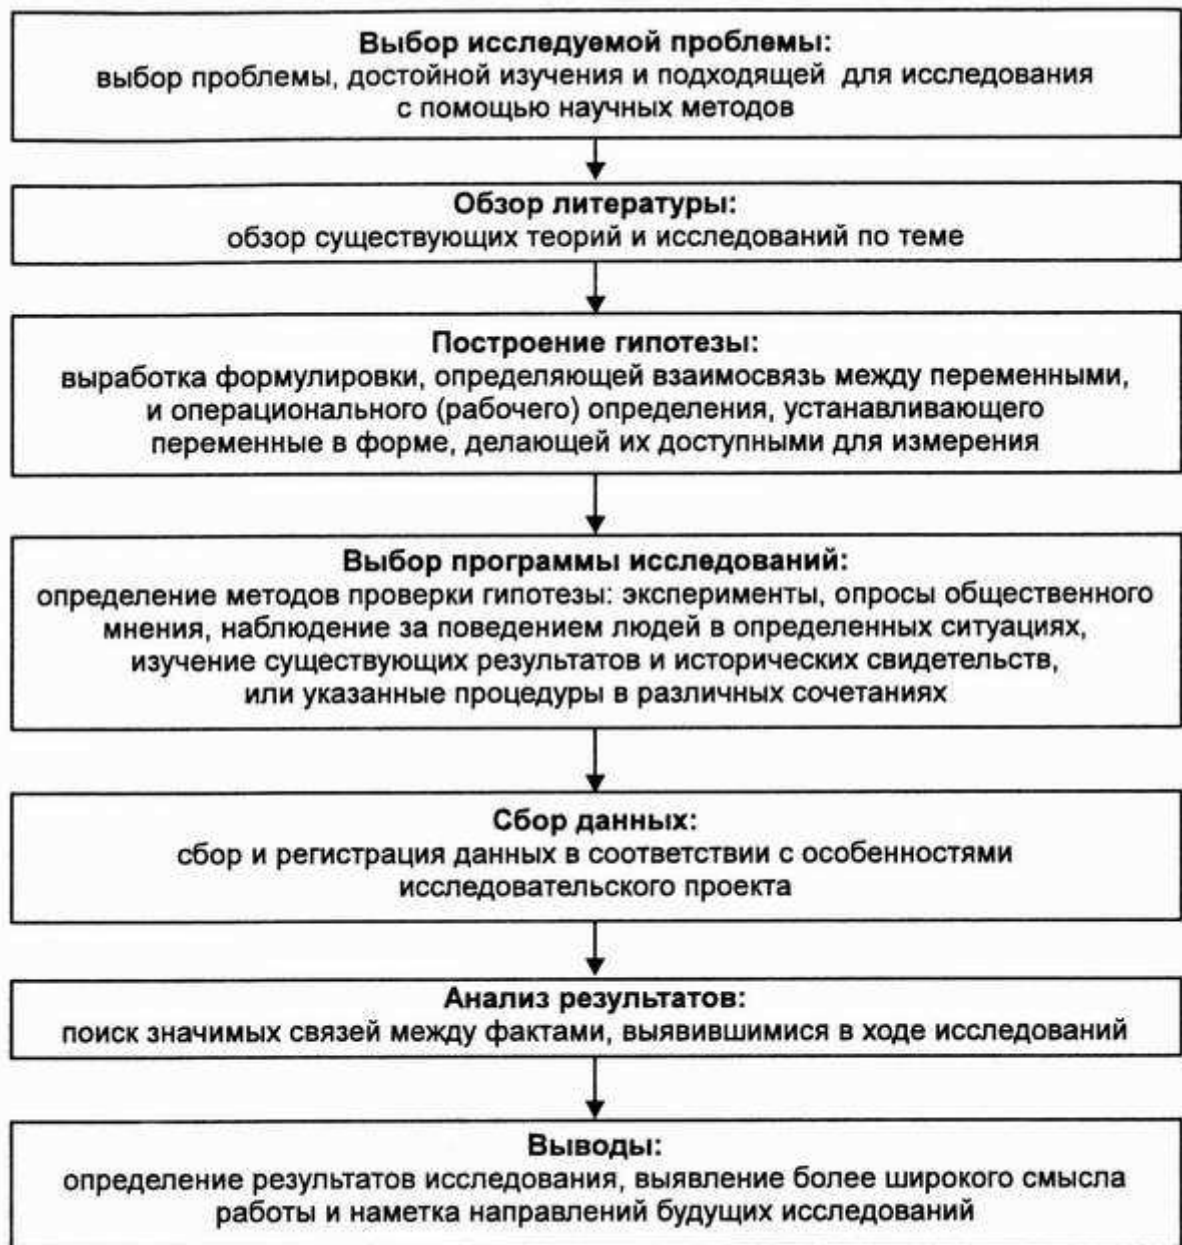 Выбор исследуемой проблемы:
выбор проблемы, достойной изучения и подходящей для исследования
с помощью научных методов
Обзор литературы:
обзор существующих теорий и исследований по теме
Построение гипотезы:
выработка формулировки, определяющей взаимосвязь между переменными,
и операционального (рабочего) определения, устанавливающего
переменные в форме, делающей их доступными для измерения
Выбор программы исследований:
определение методов проверки гипотезы: эксперименты, опросы общественного
мнения, наблюдение за поведением людей в определенных ситуациях,
изучение существующих результатов и исторических свидетельств,
или указанные процедуры в различных сочетаниях
Сбор данных:
сбор и регистрация данных в соответствии с особенностями
исследовательского проекта
Анализ результатов:
поиск значимых связей между фактами, выявившимися в ходе исследований
Выводы:
определение результатов исследования, выявление более широкого смысла
работы и наметка направлений будущих исследований